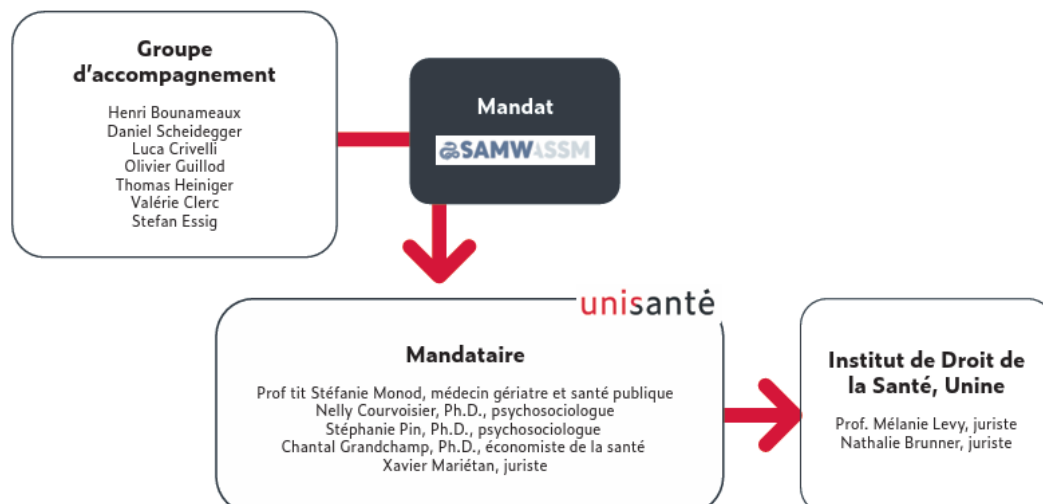 Groupe
d'accompagnement
Henri Bounameaux
Daniel Scheidegger
Luca Crivelli
Olivier Guillod
Thomas Heiniger
Valérie Clerc
Stefan Essig
Mandat
SAMWASSM
unisanté
Mandataire
Prof tit Stéfanie Monod, médecin gériatre et santé publique
Nelly Courvoisier, Ph.D., psychosociologue
Stéphanie Pin, Ph.D., psychosociologue
Chantal Grandchamp, Ph.D., économiste de la santé
Xavier Mariétan, juriste
Institut de Droit de
la Santé, Unine
Prof. Mélanie Levy, juriste
Nathalie Brunner, juriste